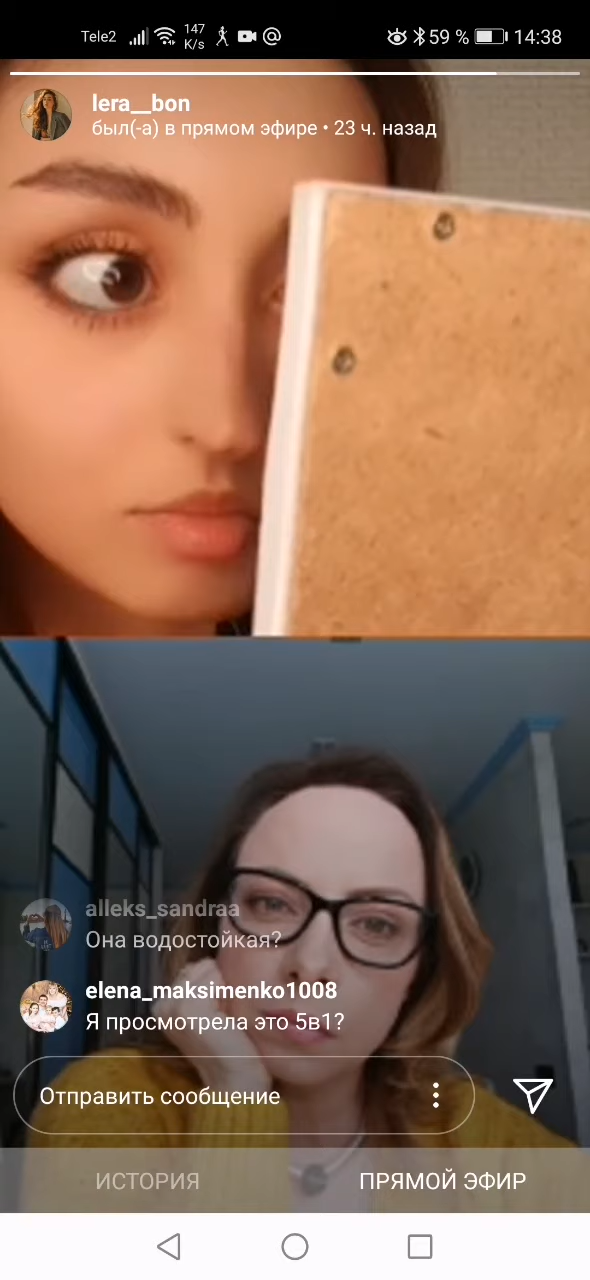 Tele2 147 K/s 59 % 14:38
lera__bon
был(-а) в прямом эфире • 23 ч. назад
alleks_sandraa
Она водостойкая?
elena_maksimenko1008
Я просмотрела это 5в1?
Отправить сообщение
ИСТОРИЯ ПРЯМОЙ ЭФИР